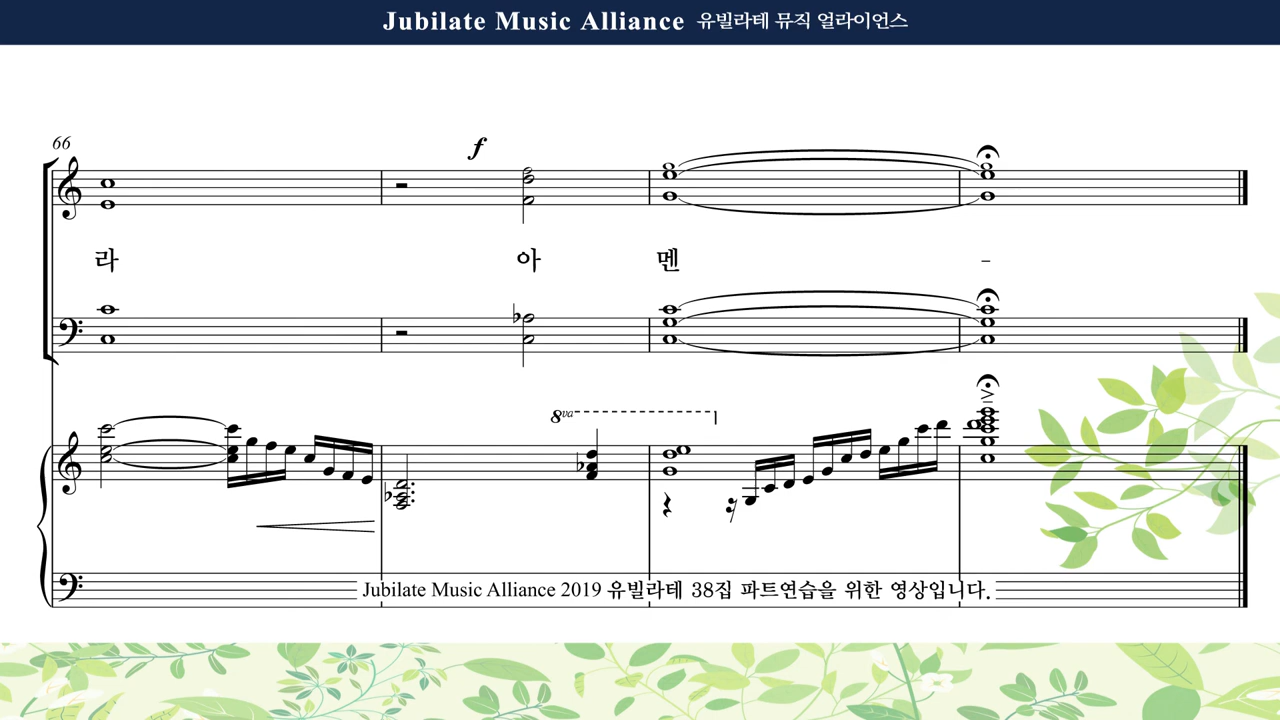 Jubilate Music Alliance 유빌라테 뮤직 얼라이언스
66
f
라 아 멘 -
8va
Jubilate Music Alliance 2019 유빌라테 38집 파트연습을 위한 영상입니다.